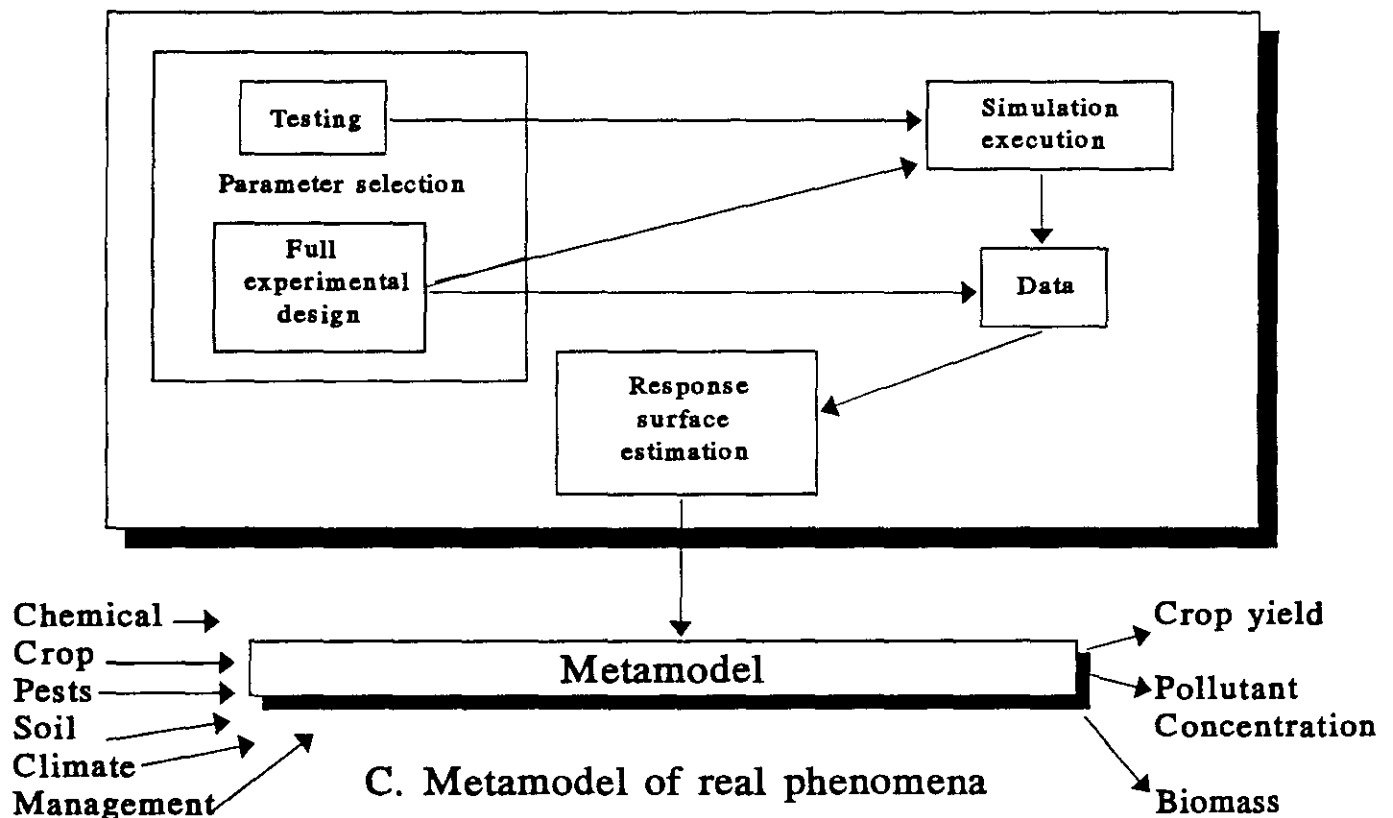 Testing
Parameter selection
Full
experimental
design
Simulation
execution
Data
Response
surface
estimation
Chemical
Crop
Pests
Soil
Climate
Management
Metamodel
Crop yield
Pollutant
Concentration
Biomass
C. Metamodel of real phenomena